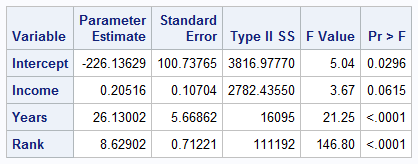 Variable Parameter Estimate Standard Error Type II SS F Value Pr > F
Intercept -226.13629 100.73765 3816.97770 5.04 0.0296
Income 0.20516 0.10704 2782.43550 3.67 0.0615
Years 26.13002 5.66862 16095 21.25 <.0001
Rank 8.62902 0.71221 111192 146.80 <.0001